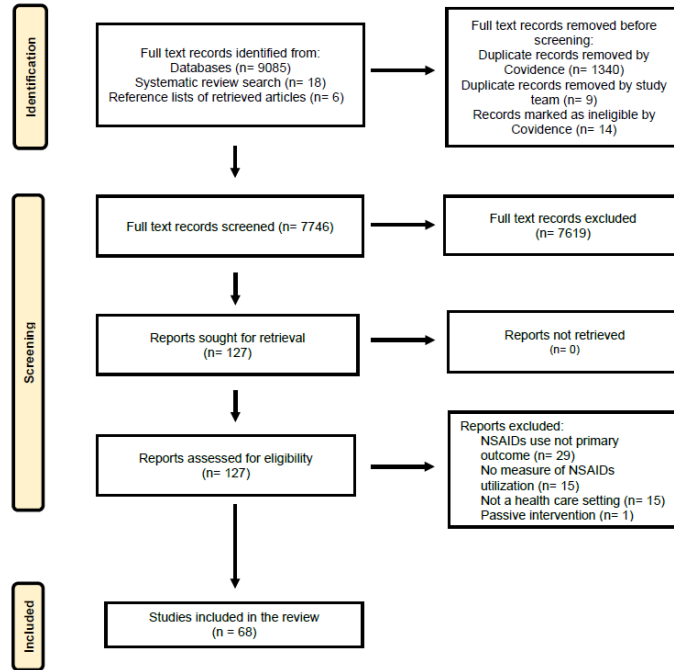 Identification
Full text records identified from:
Databases (n= 9085)
Systematic review search (n= 18)
Reference lists of retrieved articles (n= 6)
Full text records removed before
screening:
Duplicate records removed by
Covidence (n= 1340)
Duplicate records removed by study
team (n= 9)
Records marked as ineligible by
Covidence (n= 14)
Screening
Full text records screened (n= 7746)
Full text records excluded
(n= 7619)
Reports sought for retrieval
(n= 127)
Reports not retrieved
(n= 0)
Reports assessed for eligibility
(n= 127)
Reports excluded:
NSAIDs use not primary
outcome (n= 29)
No measure of NSAIDs
utilization (n= 15)
Not a health care setting (n= 15)
Passive intervention (n= 1)
Included
Studies included in the review
(n = 68)